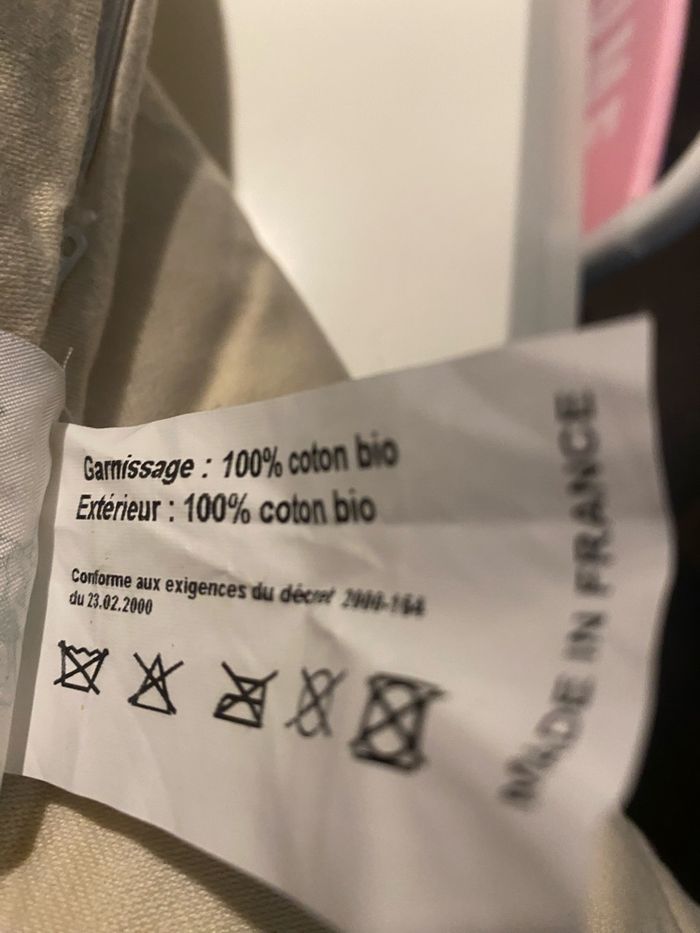 Garnissage : 100% coton bio
Extérieur : 100% coton bio
Conforme aux exigences du décret 2000-164
du 23.02.2000
MADE IN FRANCE